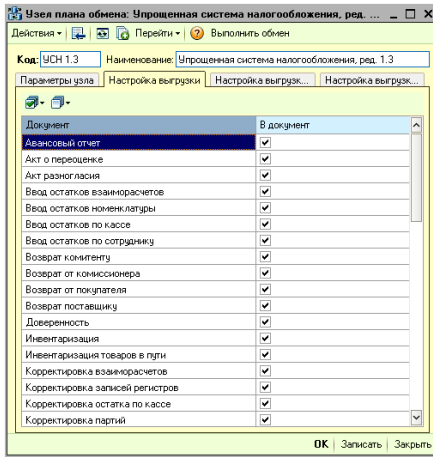 Узел плана обмена: Упрощенная система налогообложения, ред. ...
Действия Перейти Выполнить обмен
Код: УСН 1.3 Наименование: Упрощенная система налогообложения, ред. 1.3
Параметры узла Настройка выгрузки Настройка выгрузк... Настройка выгрузк...
Документ В документ
Авансовый отчет
Акт о переоценке
Акт разногласия
Ввод остатков взаиморасчетов
Ввод остатков номенклатуры
Ввод остатков по кассе
Ввод остатков по сотруднику
Возврат комитенту
Возврат от комиссионера
Возврат от покупателя
Возврат поставщику
Доверенность
Инвентаризация
Инвентаризация товаров в пути
Корректировка взаиморасчетов
Корректировка записей регистров
Корректировка остатка по кассе
Корректировка партий
OK Записать Закрыть